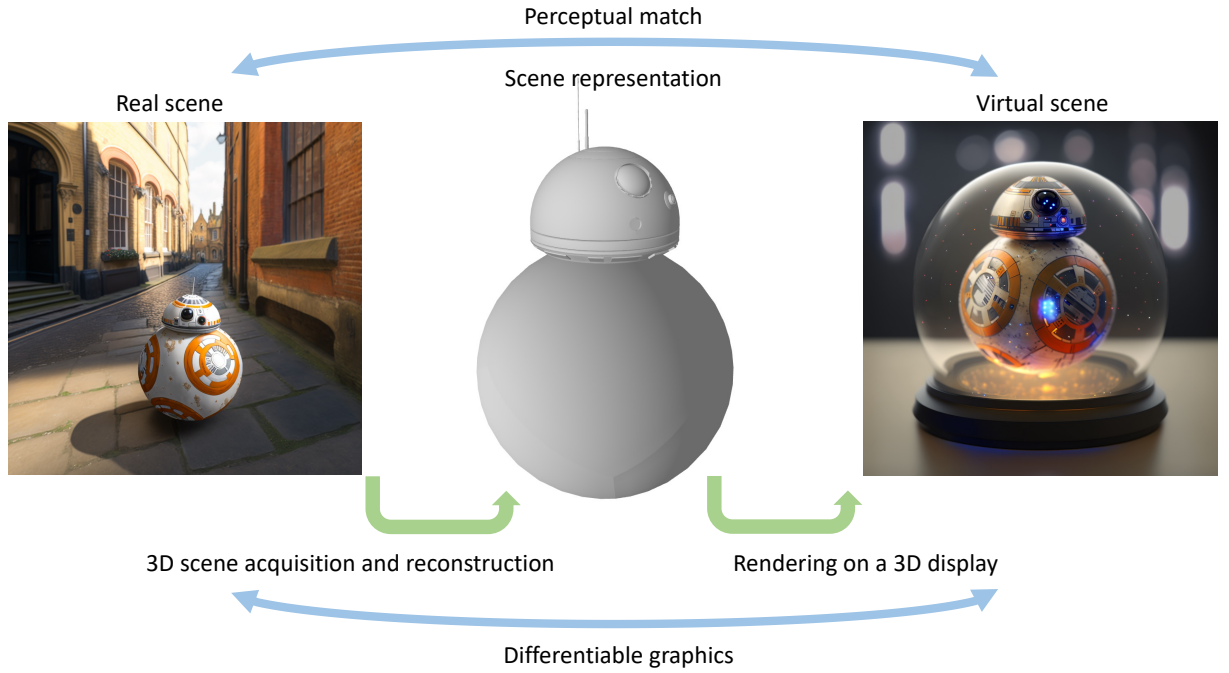 Perceptual match
Scene representation
Real scene
Virtual scene
3D scene acquisition and reconstruction
Rendering on a 3D display
Differentiable graphics